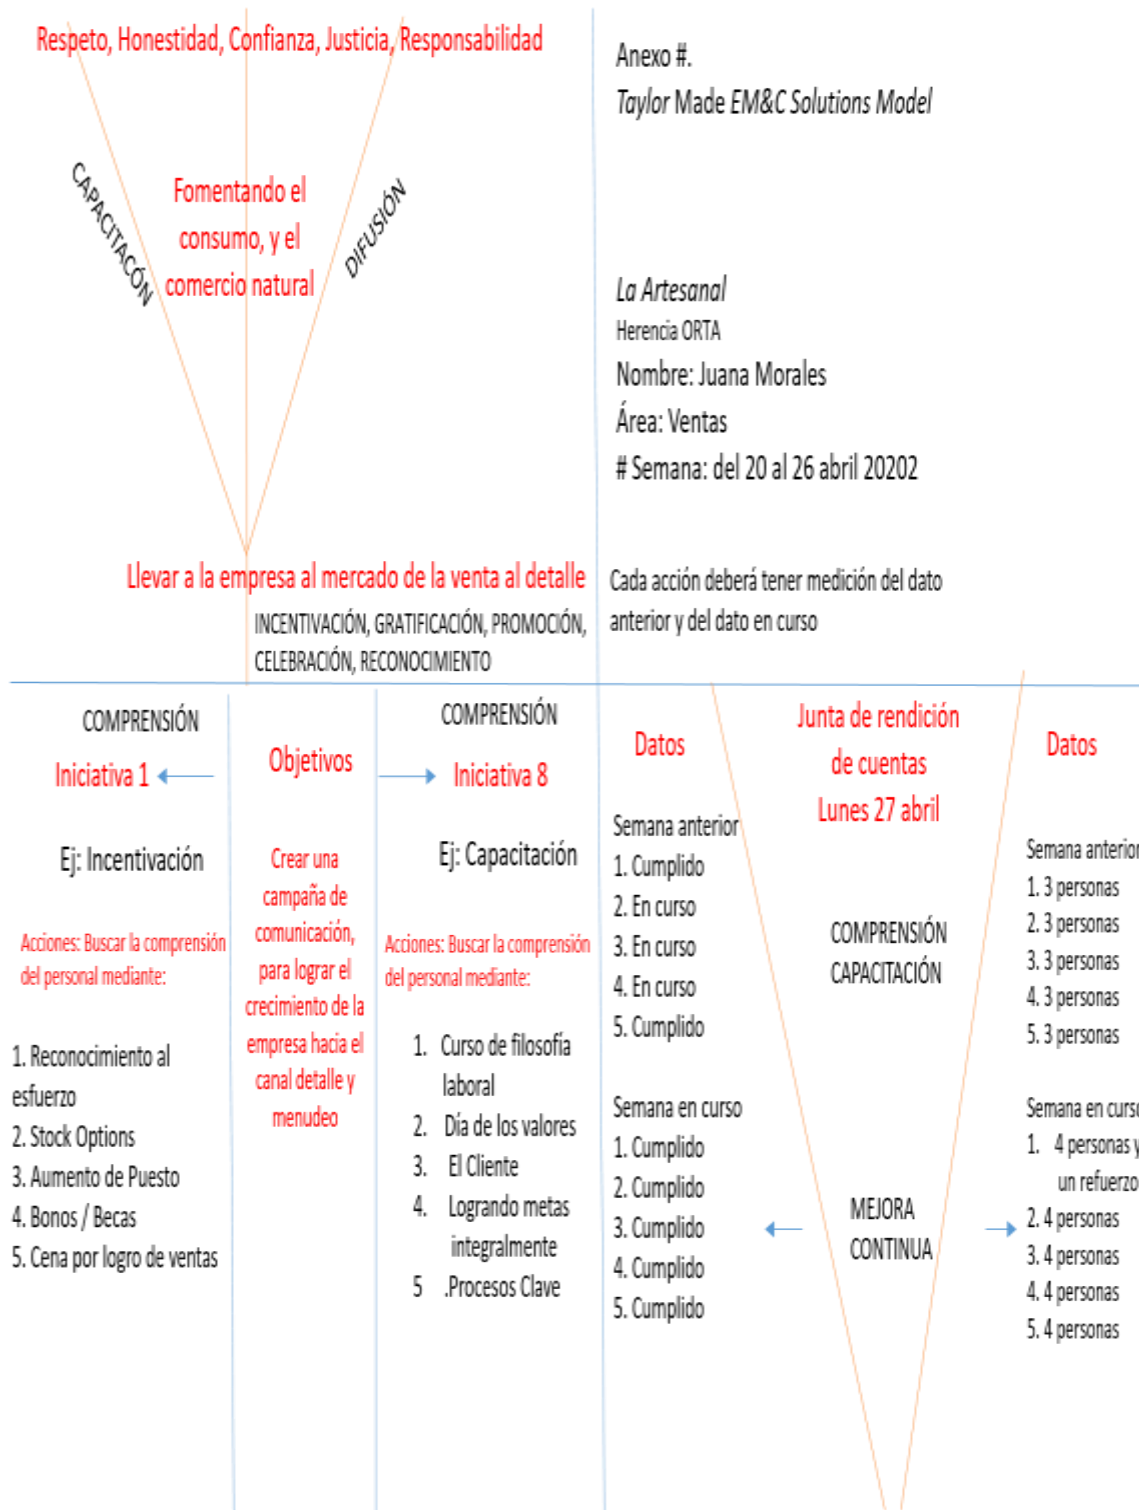 Respeto, Honestidad, Confianza, Justicia, Responsabilidad
CAPACITACÓN
Fomentando el
consumo, y el
comercio natural
DIFUSIÓN
Llevar a la empresa al mercado de la venta al detalle
INCENTIVACIÓN, GRATIFICACIÓN, PROMOCIÓN,
CELEBRACIÓN, RECONOCIMIENTO
Anexo #.
Taylor Made EM&C Solutions Model
La Artesanal
Herencia ORTA
Nombre: Juana Morales
Área: Ventas
# Semana: del 20 al 26 abril 20202
Cada acción deberá tener medición del dato
anterior y del dato en curso
COMPRENSIÓN
Iniciativa 1
Ej: Incentivación
Acciones: Buscar la comprensión
del personal mediante:
1. Reconocimiento al
esfuerzo
2. Stock Options
3. Aumento de Puesto
4. Bonos / Becas
5. Cena por logro de ventas
Objetivos
Crear una
campaña de
comunicación,
para lograr el
crecimiento de la
empresa hacia el
canal detalle y
menudeo
COMPRENSIÓN
Iniciativa 8
Ej: Capacitación
Acciones: Buscar la comprensión
del personal mediante:
1. Curso de filosofía
laboral
2. Día de los valores
3. El Cliente
4. Logrando metas
integralmente
5 .Procesos Clave
Datos
Semana anterior
1. Cumplido
2. En curso
3. En curso
4. En curso
5. Cumplido
Semana en curso
1. Cumplido
2. Cumplido
3. Cumplido
4. Cumplido
5. Cumplido
Junta de rendición
de cuentas
Lunes 27 abril
COMPRENSIÓN
CAPACITACIÓN
MEJORA
CONTINUA
Datos
Semana anterior
1. 3 personas
2. 3 personas
3. 3 personas
4. 3 personas
5. 3 personas
Semana en curso
1. 4 personas y
un refuerzo
2. 4 personas
3. 4 personas
4. 4 personas
5. 4 personas